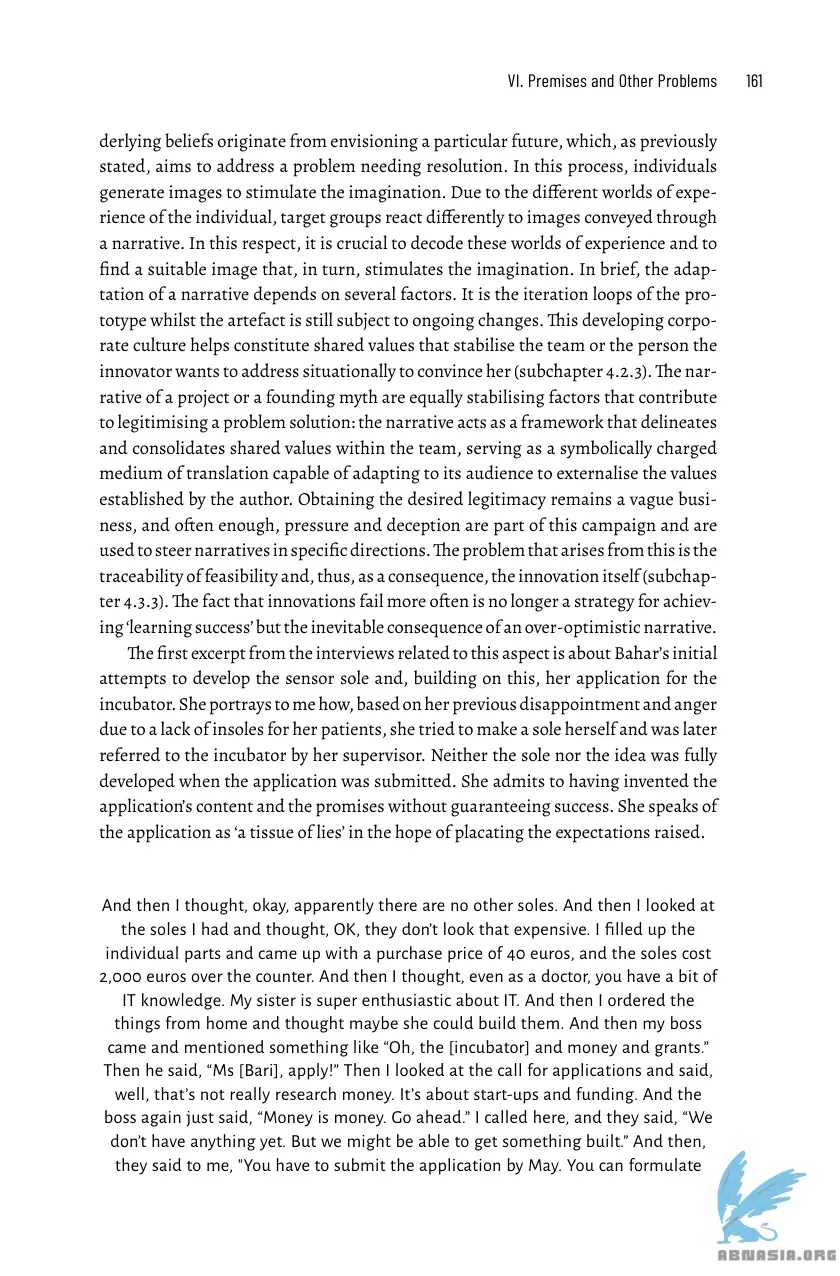 VI. Premises and Other Problems 161
derlying beliefs originate from envisioning a particular future, which, as previously
stated, aims to address a problem needing resolution. In this process, individuals
generate images to stimulate the imagination. Due to the different worlds of expe-
rience of the individual, target groups react differently to images conveyed through
a narrative. In this respect, it is crucial to decode these worlds of experience and to
find a suitable image that, in turn, stimulates the imagination. In brief, the adap-
tation of a narrative depends on several factors. It is the iteration loops of the pro-
totype whilst the artefact is still subject to ongoing changes. This developing corpo-
rate culture helps constitute shared values that stabilise the team or the person the
innovator wants to address situationally to convince her (subchapter 4.2.3). The nar-
rative of a project or a founding myth are equally stabilising factors that contribute
to legitimising a problem solution: the narrative acts as a framework that delineates
and consolidates shared values within the team, serving as a symbolically charged
medium of translation capable of adapting to its audience to externalise the values
established by the author. Obtaining the desired legitimacy remains a vague busi-
ness, and often enough, pressure and deception are part of this campaign and are
used to steer narratives in specific directions. The problem that arises from this is the
traceability of feasibility and, thus, as a consequence, the innovation itself (subchap-
ter 4.3.3). The fact that innovations fail more often is no longer a strategy for achiev-
ing ‘learning success’ but the inevitable consequence of an over-optimistic narrative.
The first excerpt from the interviews related to this aspect is about Bahar’s initial
attempts to develop the sensor sole and, building on this, her application for the
incubator. She portrays to me how, based on her previous disappointment and anger
due to a lack of insoles for her patients, she tried to make a sole herself and was later
referred to the incubator by her supervisor. Neither the sole nor the idea was fully
developed when the application was submitted. She admits to having invented the
application’s content and the promises without guaranteeing success. She speaks of
the application as ‘a tissue of lies’ in the hope of placating the expectations raised.
And then I thought, okay, apparently there are no other soles. And then I looked at
the soles I had and thought, OK, they don’t look that expensive. I filled up the
individual parts and came up with a purchase price of 40 euros, and the soles cost
2,000 euros over the counter. And then I thought, even as a doctor, you have a bit of
IT knowledge. My sister is super enthusiastic about IT. And then I ordered the
things from home and thought maybe she could build them. And then my boss
came and mentioned something like “Oh, the [incubator] and money and grants.”
Then he said, “Ms [Bari], apply!” Then I looked at the call for applications and said,
well, that’s not really research money. It’s about start-ups and funding. And the
boss again just said, “Money is money. Go ahead.” I called here, and they said, “We
don’t have anything yet. But we might be able to get something built.” And then,
they said to me, "You have to submit the application by May. You can formulate
ABNASIA.ORG